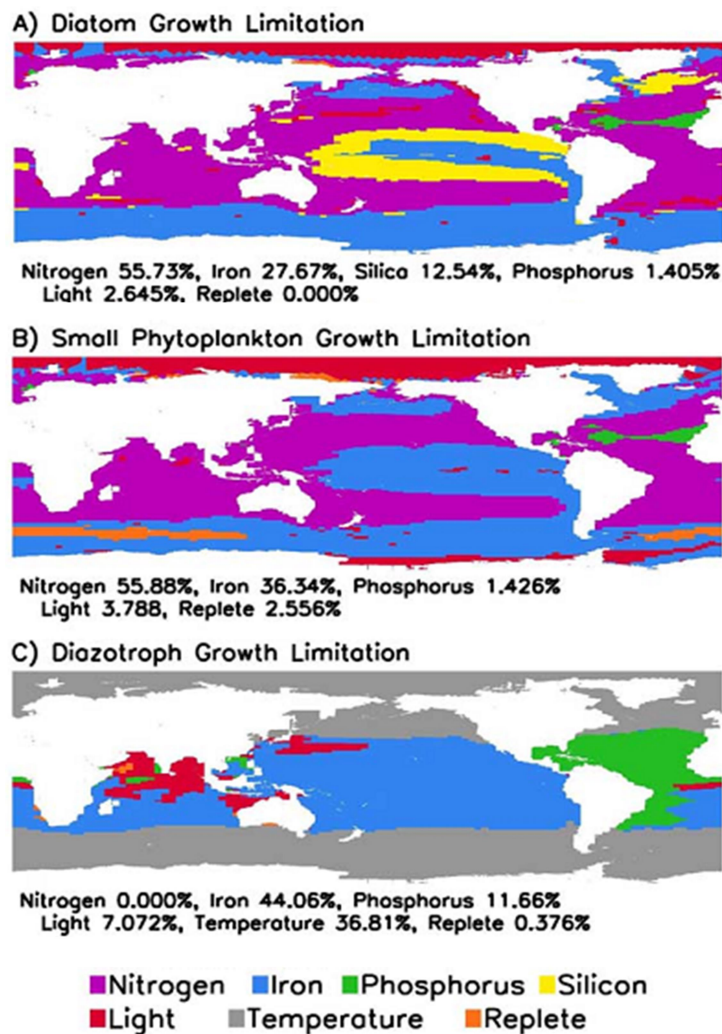 A) Diatom Growth Limitation
Nitrogen 55.73%, Iron 27.67%, Silica 12.54%, Phosphorus 1.405%
Light 2.645%, Replete 0.000%
B) Small Phytoplankton Growth Limitation
Nitrogen 55.88%, Iron 36.34%, Phosphorus 1.426%
Light 3.788, Replete 2.556%
C) Diazotroph Growth Limitation
Nitrogen 0.000%, Iron 44.06%, Phosphorus 11.66%
Light 7.072%, Temperature 36.81%, Replete 0.376%
Nitrogen Iron Phosphorus Silicon
Light Temperature Replete